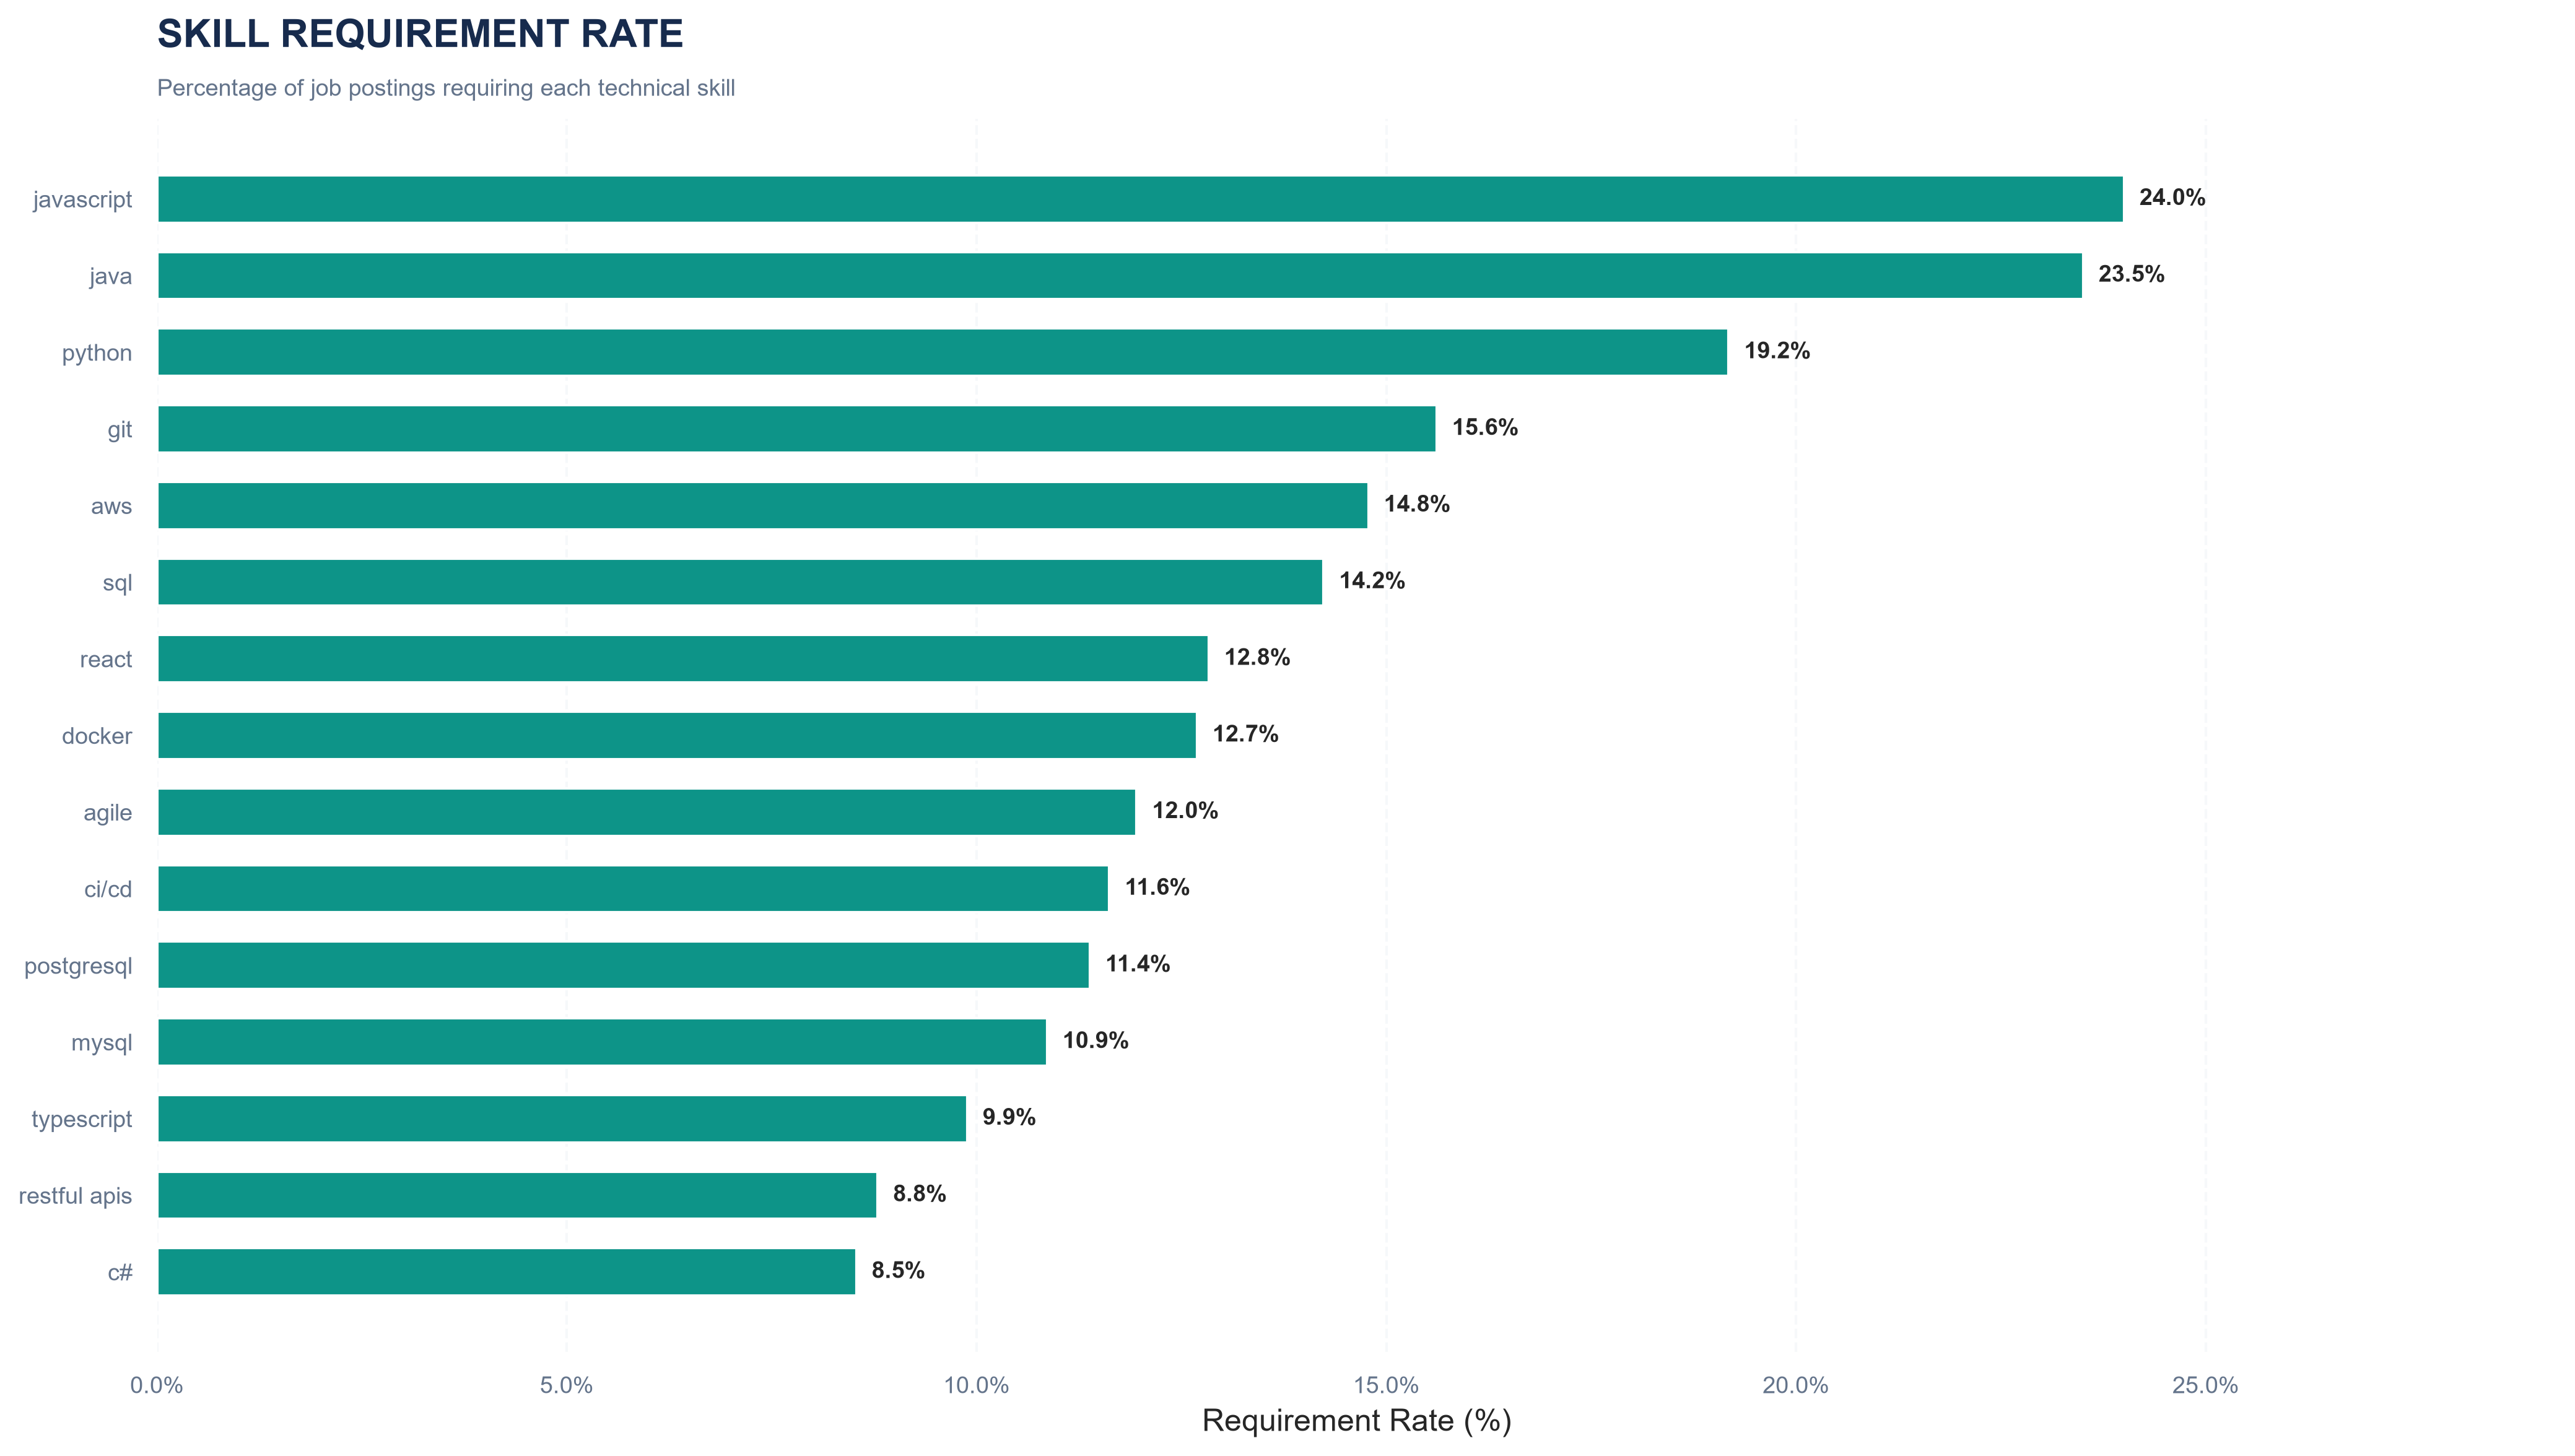 SKILL REQUIREMENT RATE
Percentage of job postings requiring each technical skill
javascript 24.0%
java 23.5%
python 19.2%
git 15.6%
aws 14.8%
sql 14.2%
react 12.8%
docker 12.7%
agile 12.0%
ci/cd 11.6%
postgresql 11.4%
mysql 10.9%
typescript 9.9%
restful apis 8.8%
c# 8.5%
0.0% 5.0% 10.0% 15.0% 20.0% 25.0%
Requirement Rate (%)